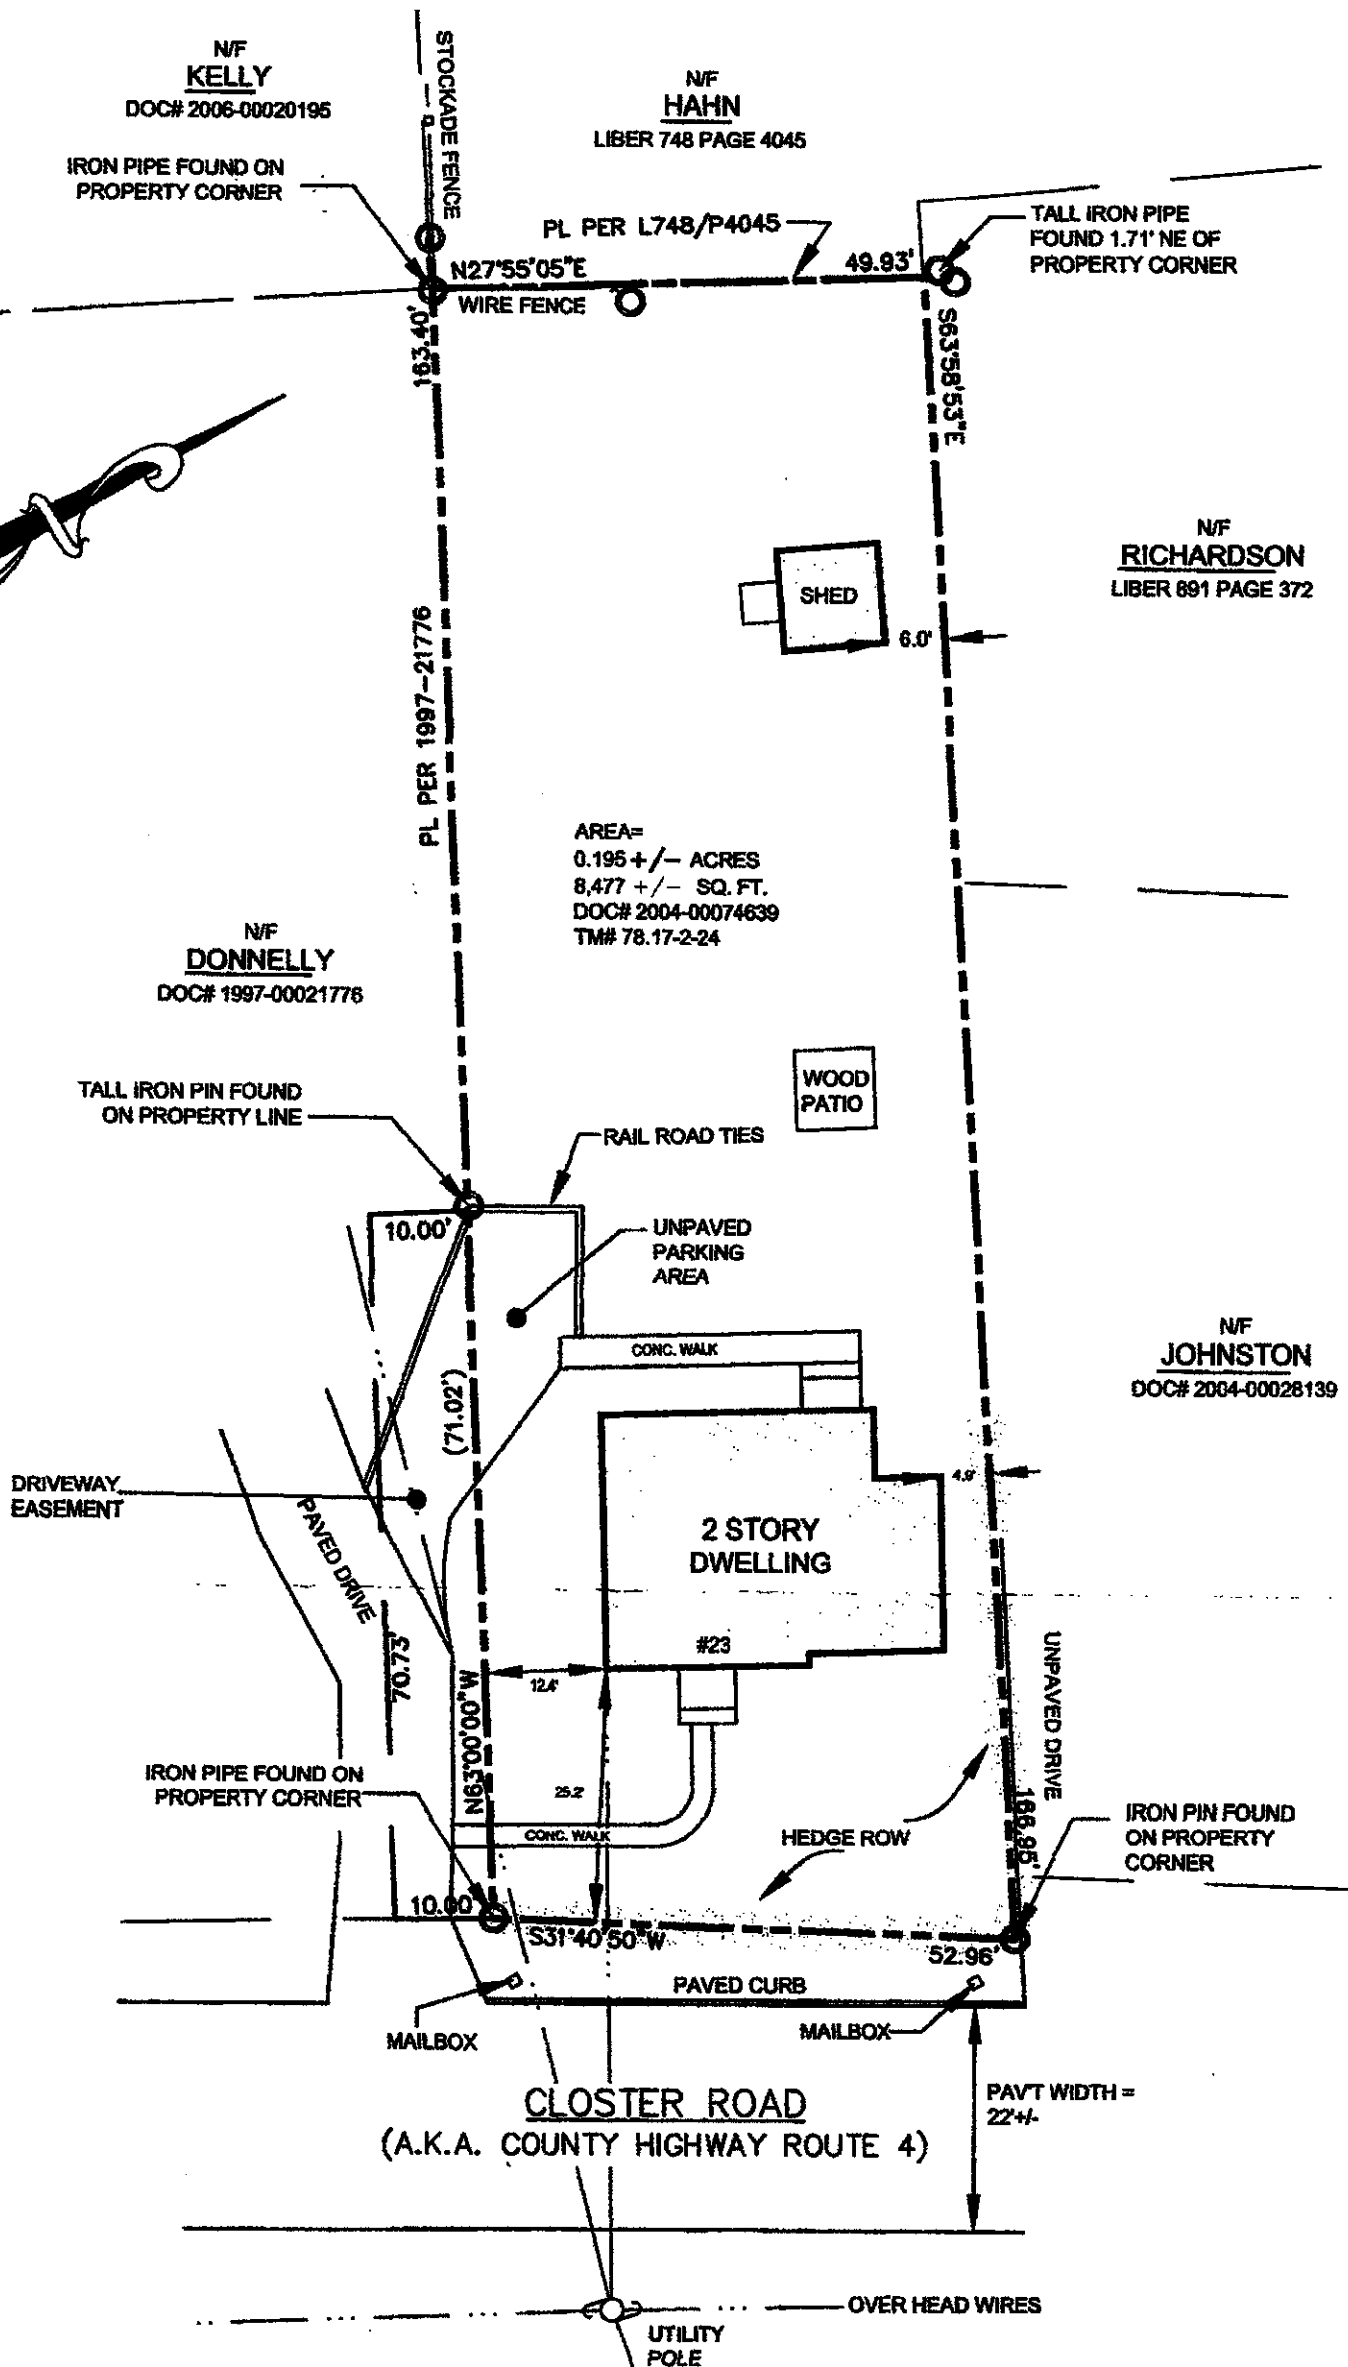 N/F
KELLY
DOC# 2006-00020195
STOCKADE FENCE
N/F
HAHN
LIBER 748 PAGE 4045
IRON PIPE FOUND ON
PROPERTY CORNER
PL PER L748/P4045
TALL IRON PIPE
FOUND 1.71' NE OF
PROPERTY CORNER
N27°55'05"E
49.93'
WIRE FENCE
163.40'
S63°58'53"E
N/F
RICHARDSON
LIBER 891 PAGE 372
SHED
6.0'
PL PER 1997-21776
AREA=
0.195 +/- ACRES
8,477 +/- SQ. FT.
DOC# 2004-00074639
TM# 78.17-2-24
N/F
DONNELLY
DOC# 1997-00021776
WOOD
PATIO
TALL IRON PIN FOUND
ON PROPERTY LINE
RAIL ROAD TIES
10.00'
UNPAVED
PARKING
AREA
CONC. WALK
N/F
JOHNSTON
DOC# 2004-00028139
(71.02')
DRIVEWAY
EASEMENT
4.9'
PAVED DRIVE
2 STORY
DWELLING
#23
70.73'
12.4'
N63°00'00"W
UNPAVED DRIVE
IRON PIPE FOUND ON
PROPERTY CORNER
25.2'
166.95'
IRON PIN FOUND
ON PROPERTY
CORNER
CONC. WALK
HEDGE ROW
10.00'
S31°40'50"W
52.96'
PAVED CURB
MAILBOX
MAILBOX
PAV'T WIDTH =
22'+/-
CLOSTER ROAD
(A.K.A. COUNTY HIGHWAY ROUTE 4)
OVER HEAD WIRES
UTILITY
POLE